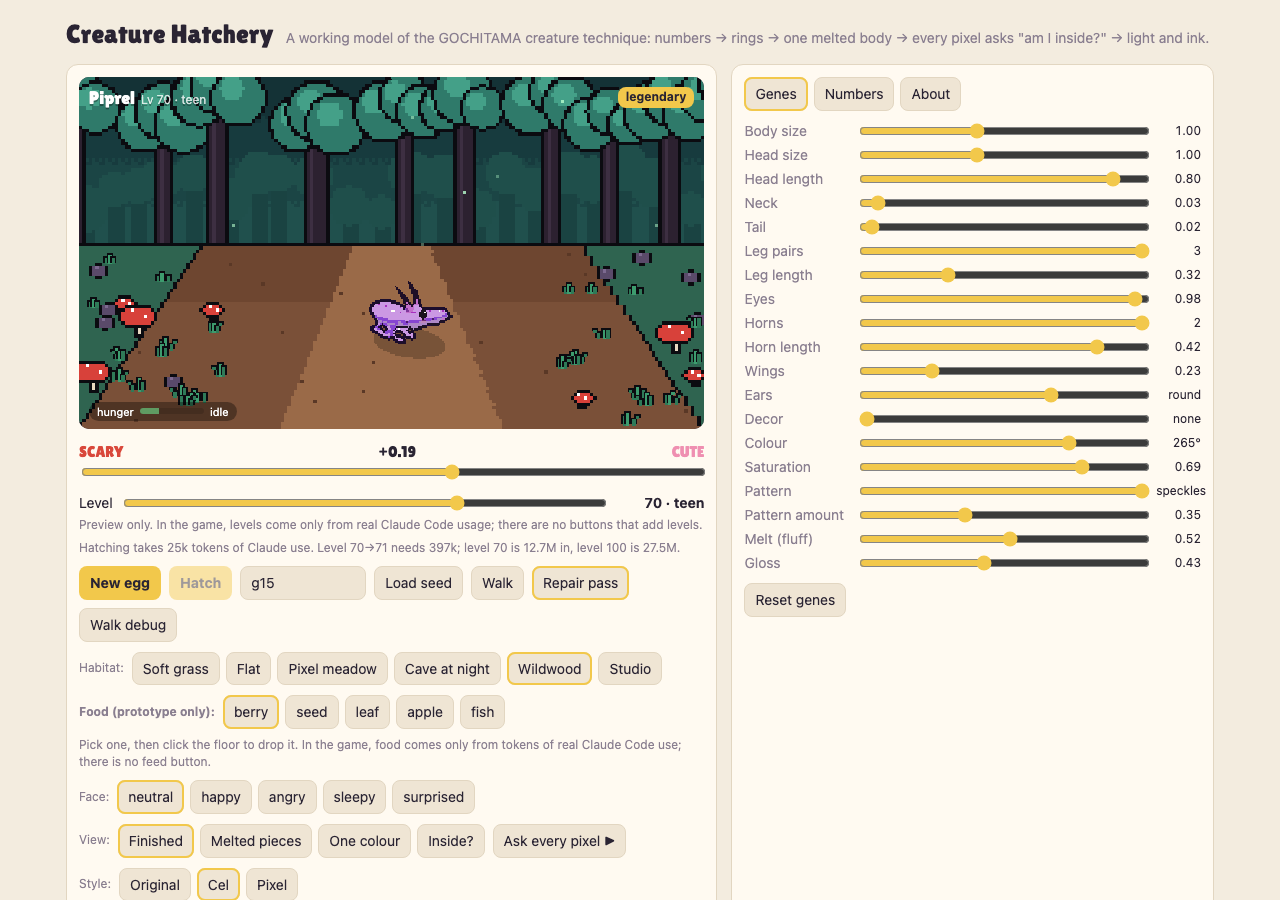 Creature Hatchery A working model of the GOCHITAMA creature technique: numbers → rings → one melted body → every pixel asks "am I inside?" → light and ink.
Piprel Lv 70 · teen legendary
hunger idle
SCARY +0.19 CUTE
Level 70 · teen
Preview only. In the game, levels come only from real Claude Code usage; there are no buttons that add levels.
Hatching takes 25k tokens of Claude use. Level 70→71 needs 397k; level 70 is 12.7M in, level 100 is 27.5M.
New egg Hatch g15 Load seed Walk Repair pass
Walk debug
Habitat: Soft grass Flat Pixel meadow Cave at night Wildwood Studio
Food (prototype only): berry seed leaf apple fish
Pick one, then click the floor to drop it. In the game, food comes only from tokens of real Claude Code use;
there is no feed button.
Face: neutral happy angry sleepy surprised
View: Finished Melted pieces One colour Inside? Ask every pixel ▶
Style: Original Cel Pixel
Genes Numbers About
Body size 1.00
Head size 1.00
Head length 0.80
Neck 0.03
Tail 0.02
Leg pairs 3
Leg length 0.32
Eyes 0.98
Horns 2
Horn length 0.42
Wings 0.23
Ears round
Decor none
Colour 265°
Saturation 0.69
Pattern speckles
Pattern amount 0.35
Melt (fluff) 0.52
Gloss 0.43
Reset genes